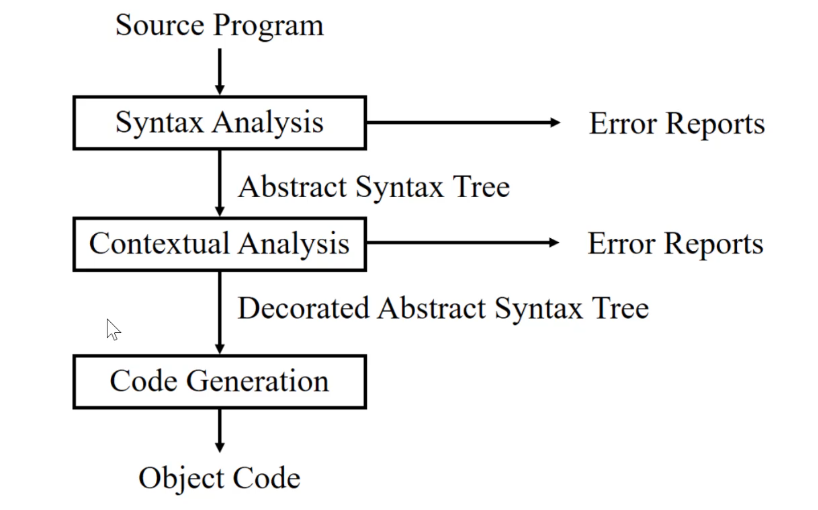 Source Program
Syntax Analysis
Error Reports
Abstract Syntax Tree
Contextual Analysis
Error Reports
Decorated Abstract Syntax Tree
Code Generation
Object Code